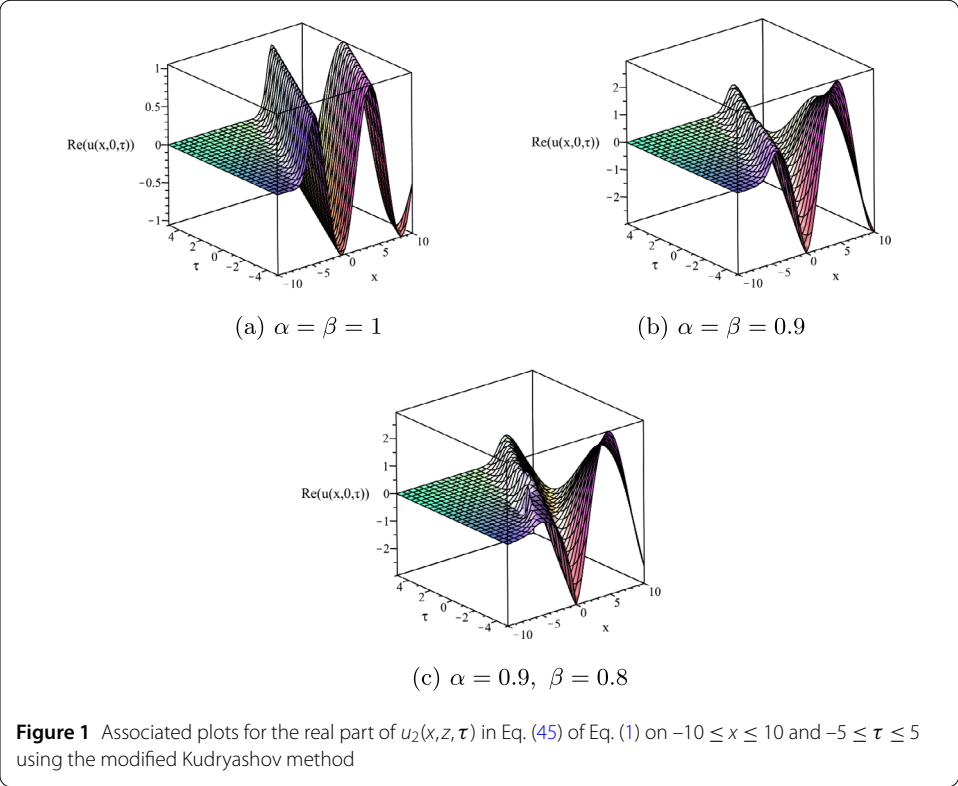 1
0.5
Re(u(x,0,τ)) 0
−0.5
−1
4 2 0 −2 −4
τ
−10 −5 0 5 10
x
(a) α = β = 1
2
1
Re(u(x,0,τ)) 0
−1
−2
4 2 0 −2 −4
τ
−10 −5 0 5 10
x
(b) α = β = 0.9
2
1
Re(u(x,0,τ)) 0
−1
−2
4 2 0 −2 −4
τ
−10 −5 0 5 10
x
(c) α = 0.9, β = 0.8
Figure 1 Associated plots for the real part of u₂(x, z, τ) in Eq. (45) of Eq. (1) on –10 ≤ x ≤ 10 and –5 ≤ τ ≤ 5
using the modified Kudryashov method